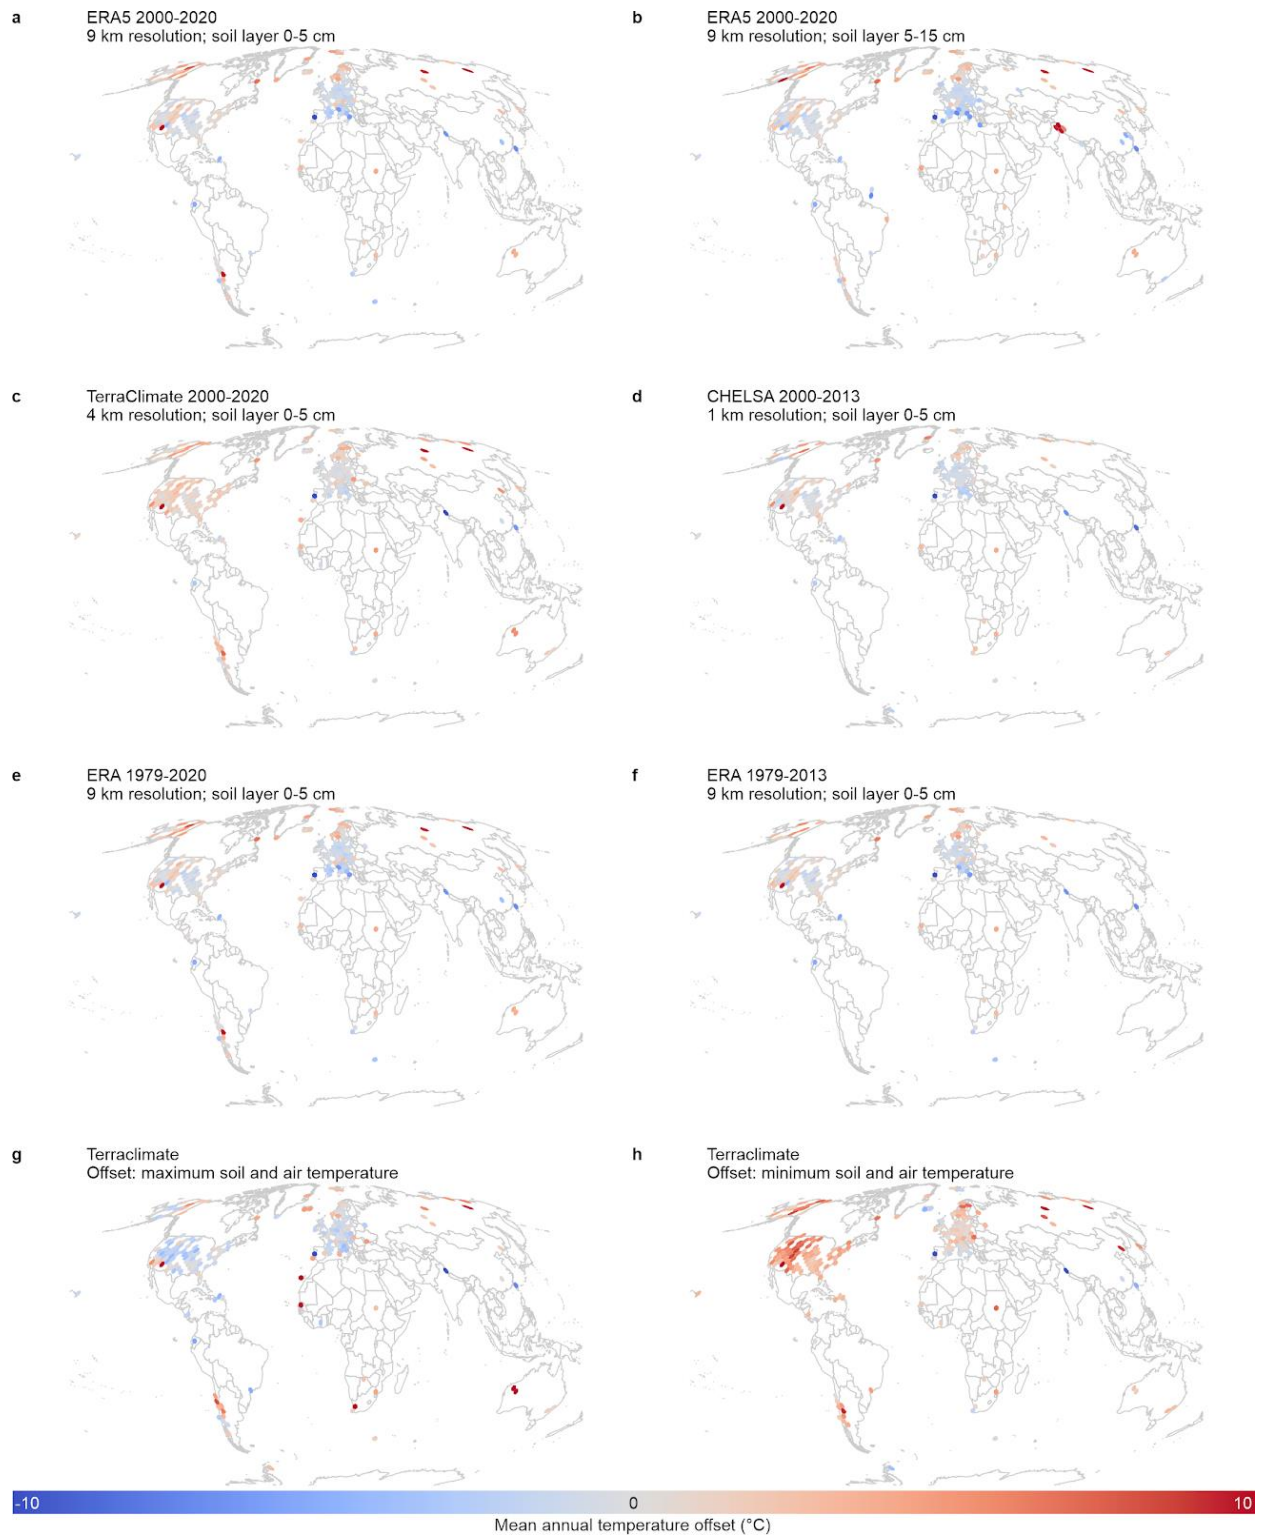 a
ERA5 2000-2020
9 km resolution; soil layer 0-5 cm
b
ERA5 2000-2020
9 km resolution; soil layer 5-15 cm
c
TerraClimate 2000-2020
4 km resolution; soil layer 0-5 cm
d
CHELSA 2000-2013
1 km resolution; soil layer 0-5 cm
e
ERA 1979-2020
9 km resolution; soil layer 0-5 cm
f
ERA 1979-2013
9 km resolution; soil layer 0-5 cm
g
Terraclimate
Offset: maximum soil and air temperature
h
Terraclimate
Offset: minimum soil and air temperature
-10 0 10
Mean annual temperature offset (°C)